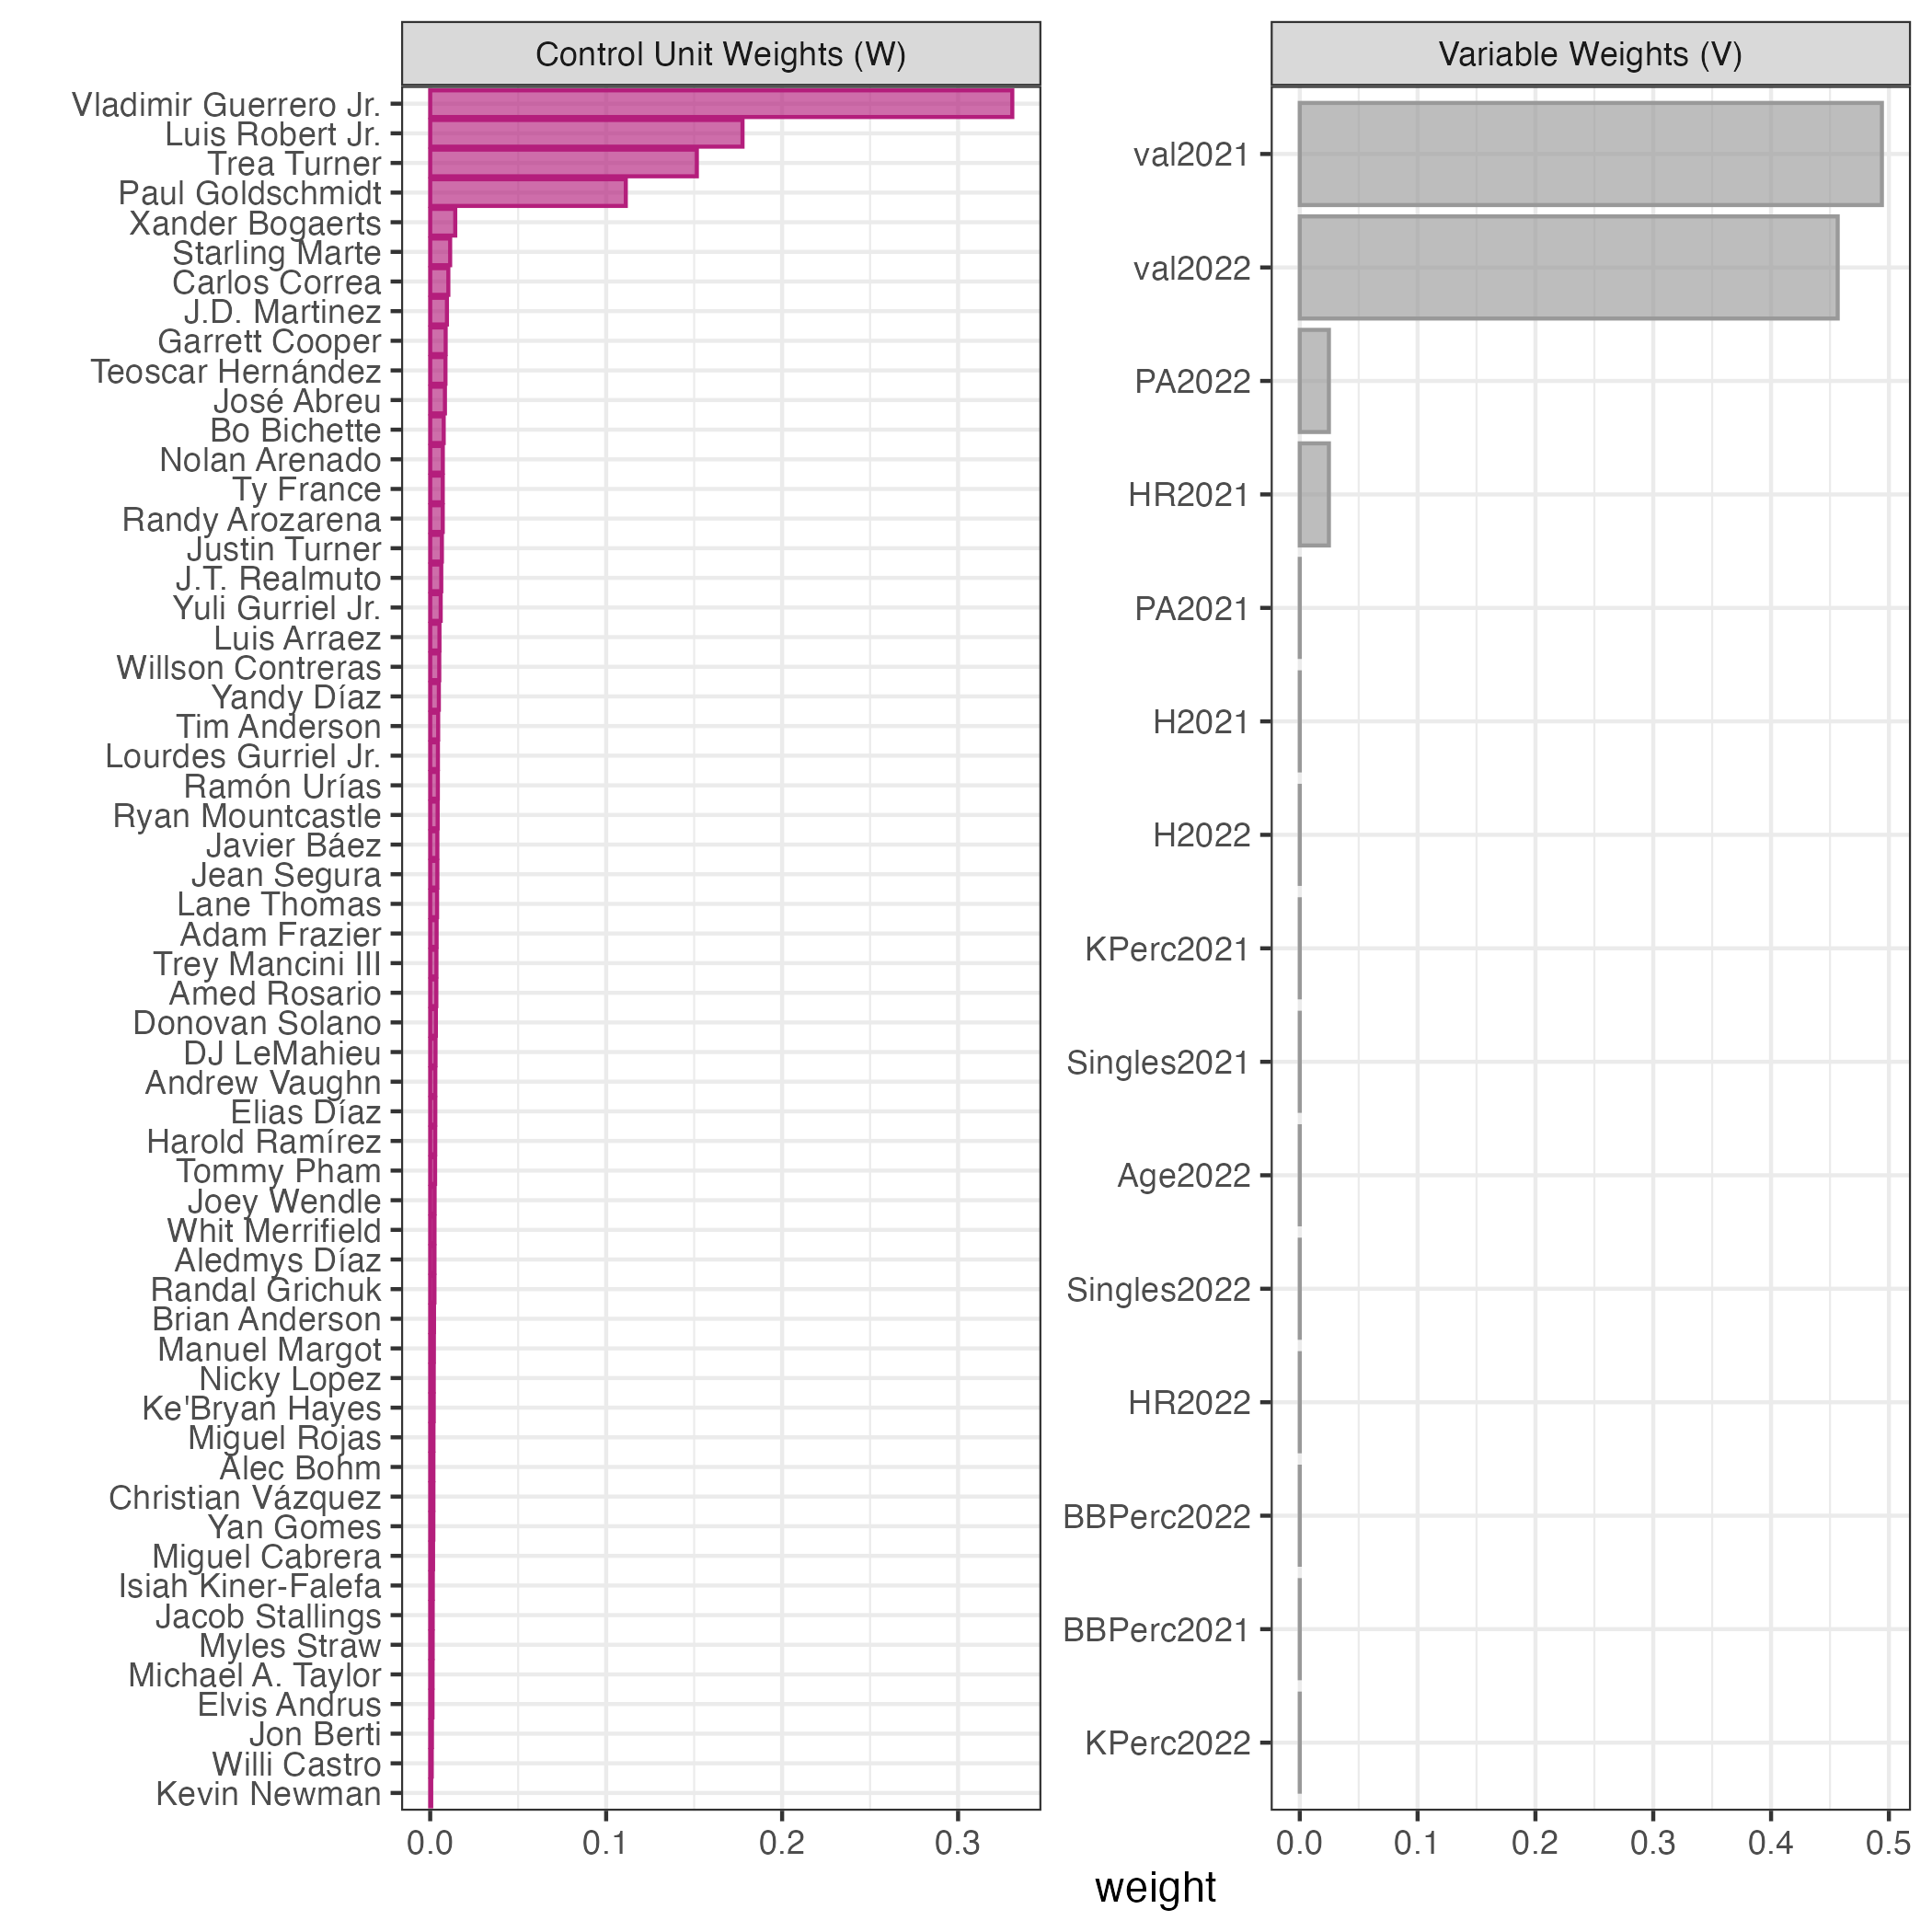 Control Unit Weights (W)
Vladimir Guerrero Jr.
Luis Robert Jr.
Trea Turner
Paul Goldschmidt
Xander Bogaerts
Starling Marte
Carlos Correa
J.D. Martinez
Garrett Cooper
Teoscar Hernández
José Abreu
Bo Bichette
Nolan Arenado
Ty France
Randy Arozarena
Justin Turner
J.T. Realmuto
Yuli Gurriel Jr.
Luis Arraez
Willson Contreras
Yandy Díaz
Tim Anderson
Lourdes Gurriel Jr.
Ramón Urías
Ryan Mountcastle
Javier Báez
Jean Segura
Lane Thomas
Adam Frazier
Trey Mancini III
Amed Rosario
Donovan Solano
DJ LeMahieu
Andrew Vaughn
Elias Díaz
Harold Ramírez
Tommy Pham
Joey Wendle
Whit Merrifield
Aledmys Díaz
Randal Grichuk
Brian Anderson
Manuel Margot
Nicky Lopez
Ke'Bryan Hayes
Miguel Rojas
Alec Bohm
Christian Vázquez
Yan Gomes
Miguel Cabrera
Isiah Kiner-Falefa
Jacob Stallings
Myles Straw
Michael A. Taylor
Elvis Andrus
Jon Berti
Willi Castro
Kevin Newman
0.0 0.1 0.2 0.3
Variable Weights (V)
val2021
val2022
PA2022
HR2021
PA2021
H2021
H2022
KPerc2021
Singles2021
Age2022
Singles2022
HR2022
BBPerc2022
BBPerc2021
KPerc2022
0.0 0.1 0.2 0.3 0.4 0.5
weight